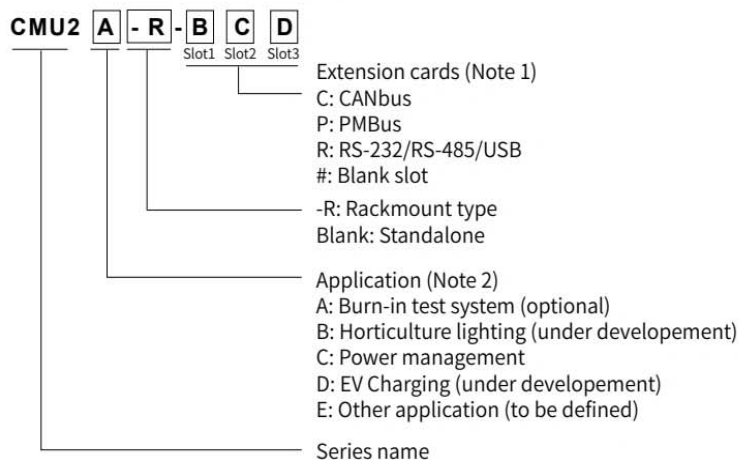 CMU2 A - R - B C D
Slot1 Slot2 Slot3
Extension cards (Note 1)
C: CANbus
P: PMBus
R: RS-232/RS-485/USB
#: Blank slot
-R: Rackmount type
Blank: Standalone
Application (Note 2)
A: Burn-in test system (optional)
B: Horticulture lighting (under developement)
C: Power management
D: EV Charging (under developement)
E: Other application (to be defined)
Series name